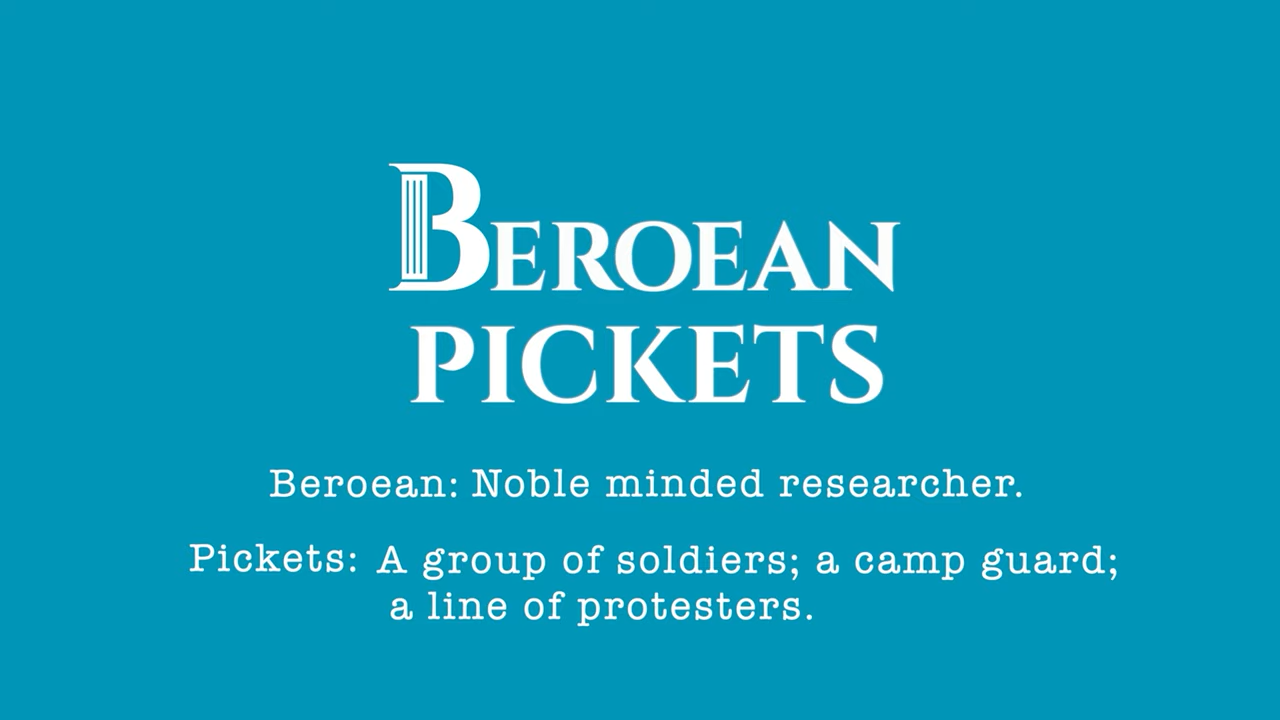 BEROEAN
PICKETS
Beroean: Noble minded researcher.
Pickets: A group of soldiers; a camp guard;
a line of protesters.